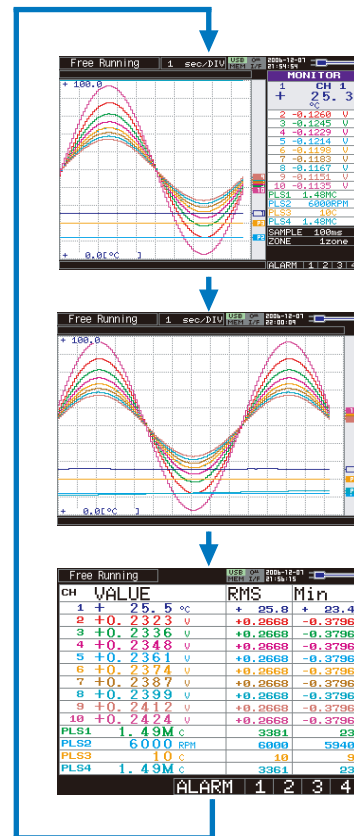 Free Running 1 sec/DIV USB MEM I/F 2006-12-07 21:54:54
+ 100.0
+ 0.0[°C ]
MONITOR
1 CH 1
+ 25.3
°C
2 -0.1260 V
3 -0.1245 V
4 -0.1229 V
5 -0.1214 V
6 -0.1198 V
7 -0.1183 V
8 -0.1167 V
9 -0.1151 V
10 -0.1135 V
PLS1 1.48MC
PLS2 6000RPM
PLS3 10C
PLS4 1.48MC
SAMPLE 100ms
ZONE 1zone
ALARM 1 2 3 4
Free Running 1 sec/DIV USB MEM I/F 2006-12-07 22:00:09
+ 100.0
+ 0.0[°C
Free Running USB MEM I/F 2006-12-07 21:56:15
CH VALUE RMS Min
1 + 25.5 °C + 25.8 + 23.4
2 +0.2323 V +0.2668 -0.3796
3 +0.2336 V +0.2668 -0.3796
4 +0.2348 V +0.2668 -0.3796
5 +0.2361 V +0.2668 -0.3796
6 +0.2374 V +0.2668 -0.3796
7 +0.2387 V +0.2668 -0.3796
8 +0.2399 V +0.2668 -0.3796
9 +0.2412 V +0.2668 -0.3796
10 +0.2424 V +0.2668 -0.3796
PLS1 1.49M C 3381 23
PLS2 6000 RPM 6000 5940
PLS3 10 C 10 9
PLS4 1.49M C 3361 23
ALARM 1 2 3 4